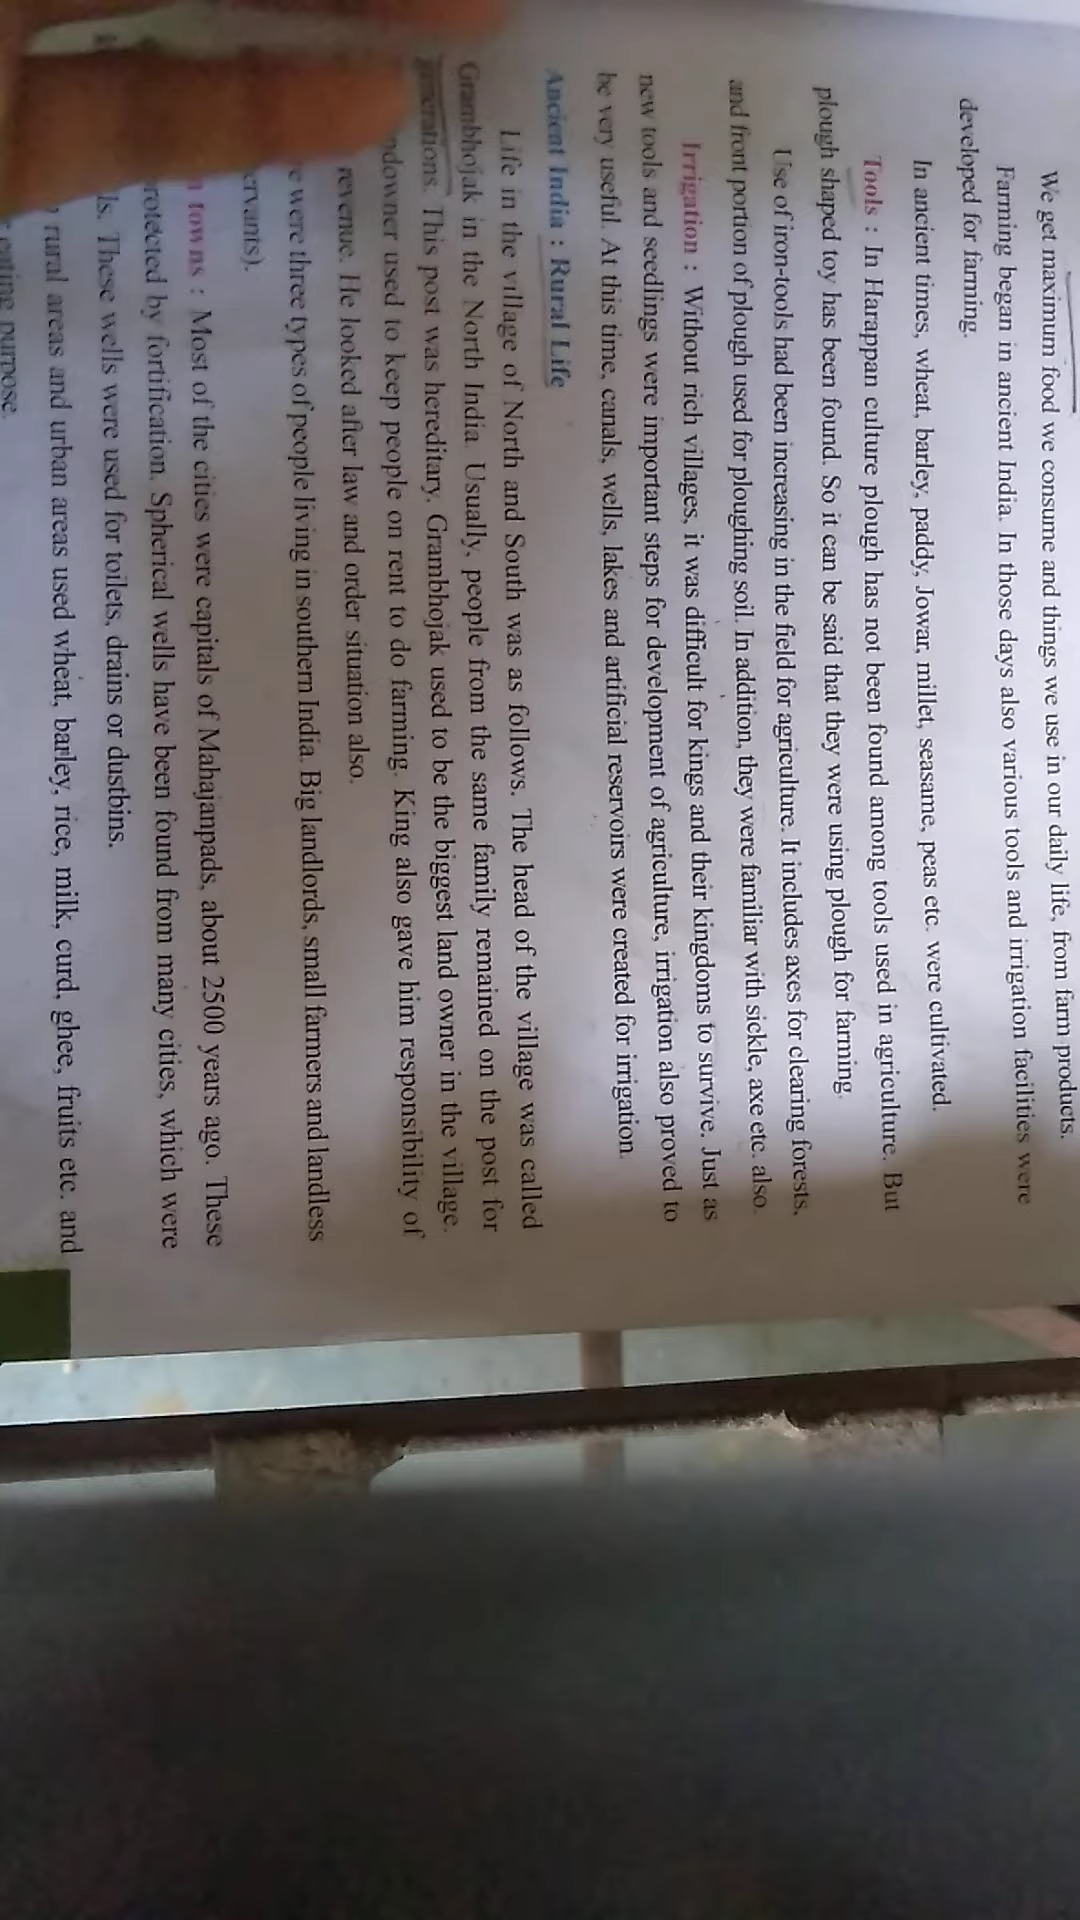 We get maximum food we consume and things we use in our daily life, from farm products.
Farming began in ancient India. In those days also various tools and irrigation facilities were
developed for farming.
In ancient times, wheat, barley, paddy, Jowar, millet, seasame, peas etc. were cultivated.
Tools : In Harappan culture plough has not been found among tools used in agriculture. But
plough shaped toy has been found. So it can be said that they were using plough for farming.
Use of iron-tools had been increasing in the field for agriculture. It includes axes for clearing forests,
and front portion of plough used for ploughing soil. In addition, they were familiar with sickle, axe etc. also.
Irrigation : Without rich villages, it was difficult for kings and their kingdoms to survive. Just as
new tools and seedlings were important steps for development of agriculture, irrigation also proved to
be very useful. At this time, canals, wells, lakes and artificial reservoirs were created for irrigation.
Ancient India : Rural Life
Life in the village of North and South was as follows. The head of the village was called
Grambhojak in the North India. Usually, people from the same family remained on the post for
generations. This post was hereditary. Grambhojak used to be the biggest land owner in the village.
used to keep people on rent to do farming. King also gave him responsibility of
revenue. He looked after law and order situation also.
were three types of people living in southern India. Big landlords, small farmers and landless
towns : Most of the cities were capitals of Mahajanpads, about 2500 years ago. These
by fortification. Spherical wells have been found from many cities, which were
These wells were used for toilets, drains or dustbins.
rural areas and urban areas used wheat, barley, rice, milk, curd, ghee, fruits etc. and
purpose.